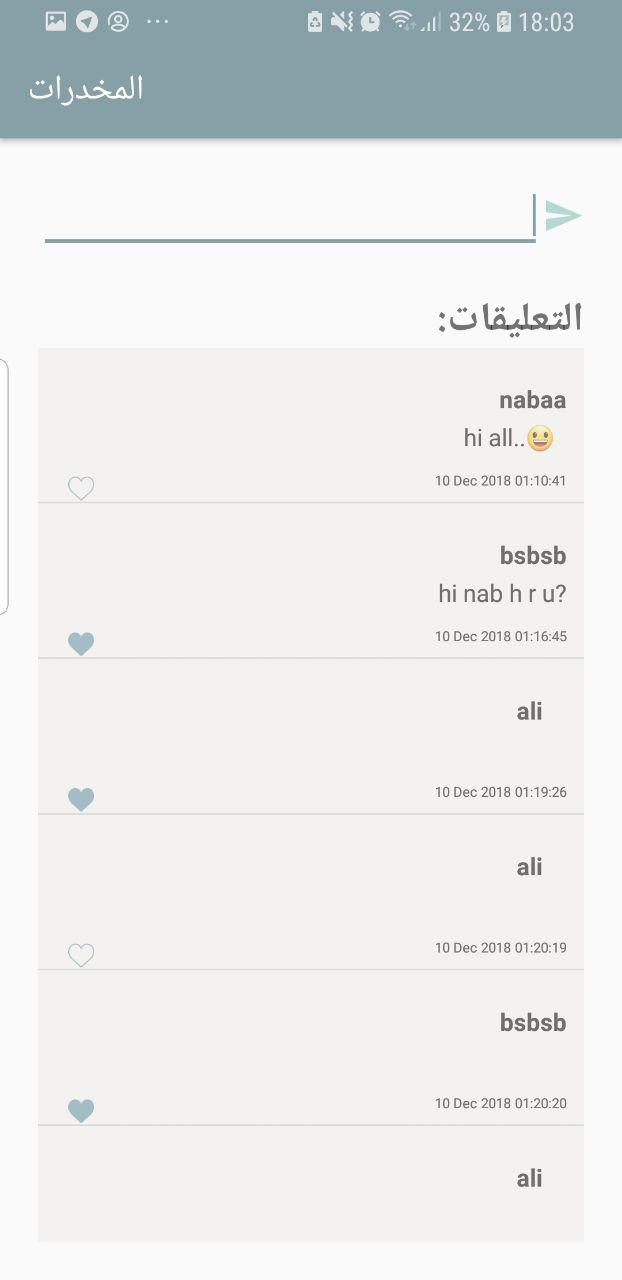 32% 18:03
المخدرات
التعليقات:
nabaa
hi all..😃
10 Dec 2018 01:10:41
bsbsb
hi nab h r u?
10 Dec 2018 01:16:45
ali
10 Dec 2018 01:19:26
ali
10 Dec 2018 01:20:19
bsbsb
10 Dec 2018 01:20:20
ali